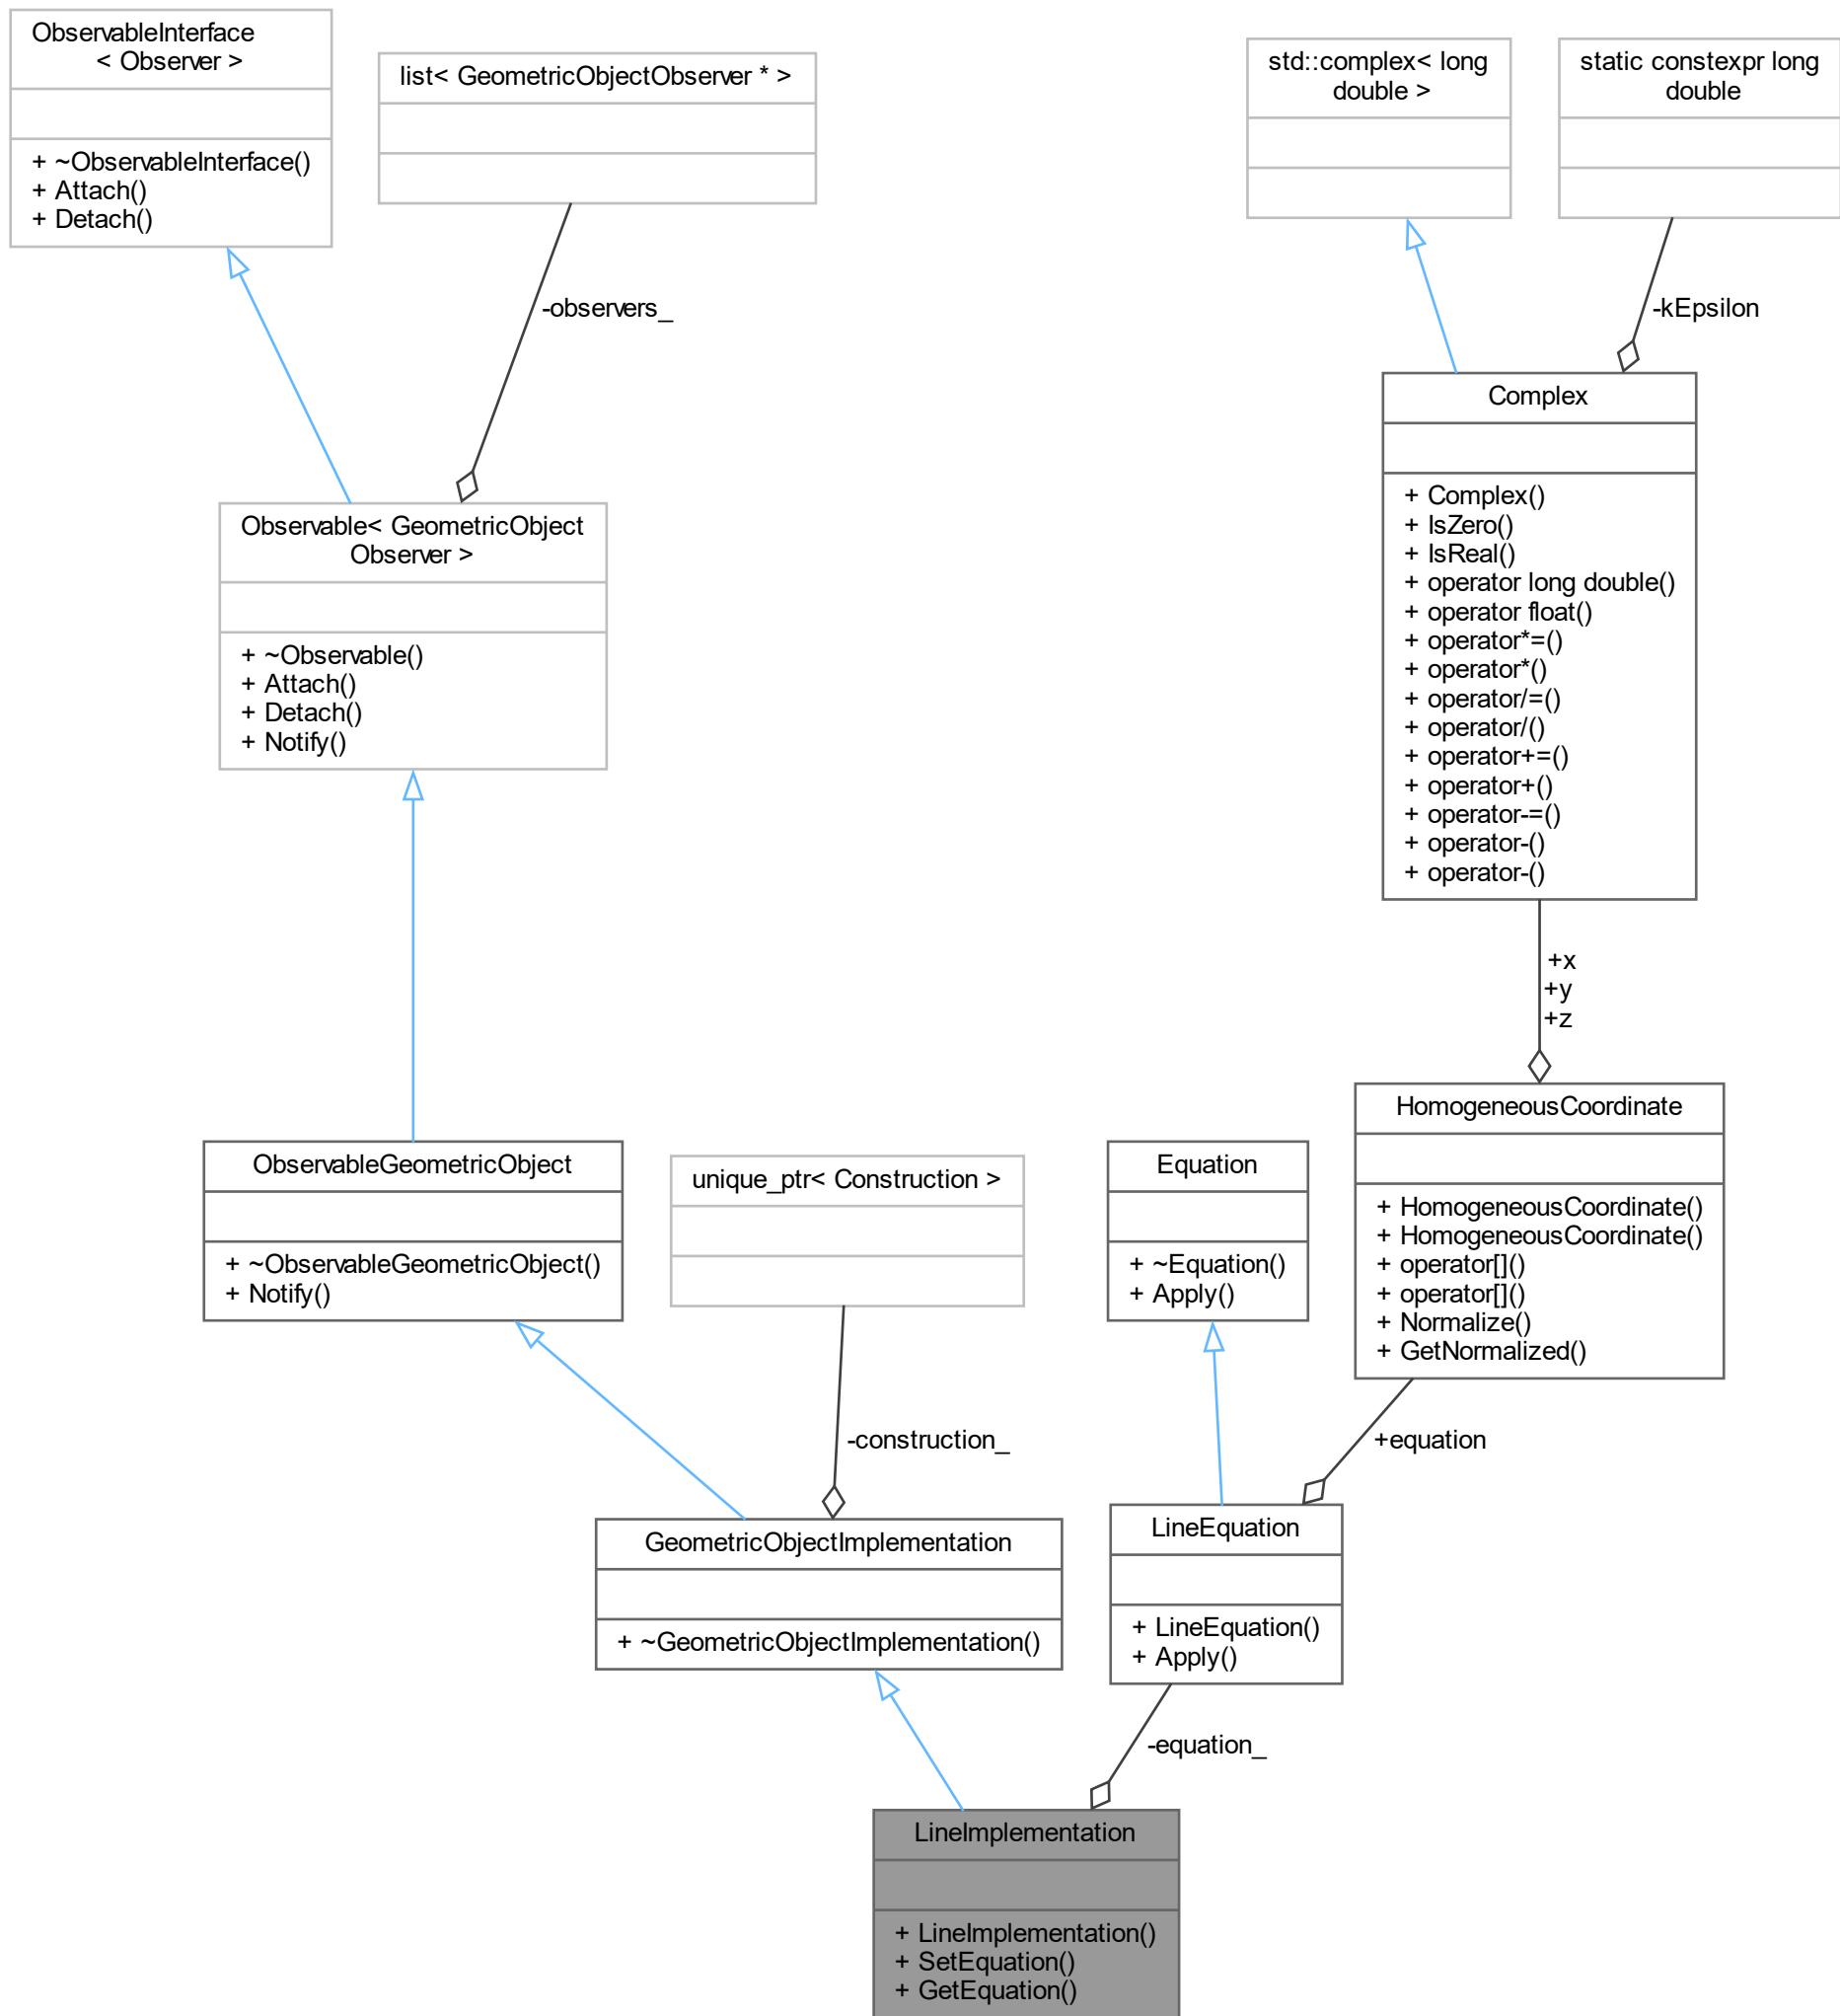 ObservableInterface
< Observer >
+ ~ObservableInterface()
+ Attach()
+ Detach()
list< GeometricObjectObserver * >
std::complex< long
double >
static constexpr long
double
-observers_
-kEpsilon
Observable< GeometricObject
Observer >
+ ~Observable()
+ Attach()
+ Detach()
+ Notify()
Complex
+ Complex()
+ IsZero()
+ IsReal()
+ operator long double()
+ operator float()
+ operator*=()
+ operator*()
+ operator/=()
+ operator/()
+ operator+=()
+ operator+()
+ operator-=()
+ operator-()
+ operator-()
+x
+y
+z
ObservableGeometricObject
+ ~ObservableGeometricObject()
+ Notify()
unique_ptr< Construction >
Equation
+ ~Equation()
+ Apply()
HomogeneousCoordinate
+ HomogeneousCoordinate()
+ HomogeneousCoordinate()
+ operator[]()
+ operator[]()
+ Normalize()
+ GetNormalized()
-construction_
+equation
GeometricObjectImplementation
+ ~GeometricObjectImplementation()
LineEquation
+ LineEquation()
+ Apply()
-equation_
LineImplementation
+ LineImplementation()
+ SetEquation()
+ GetEquation()